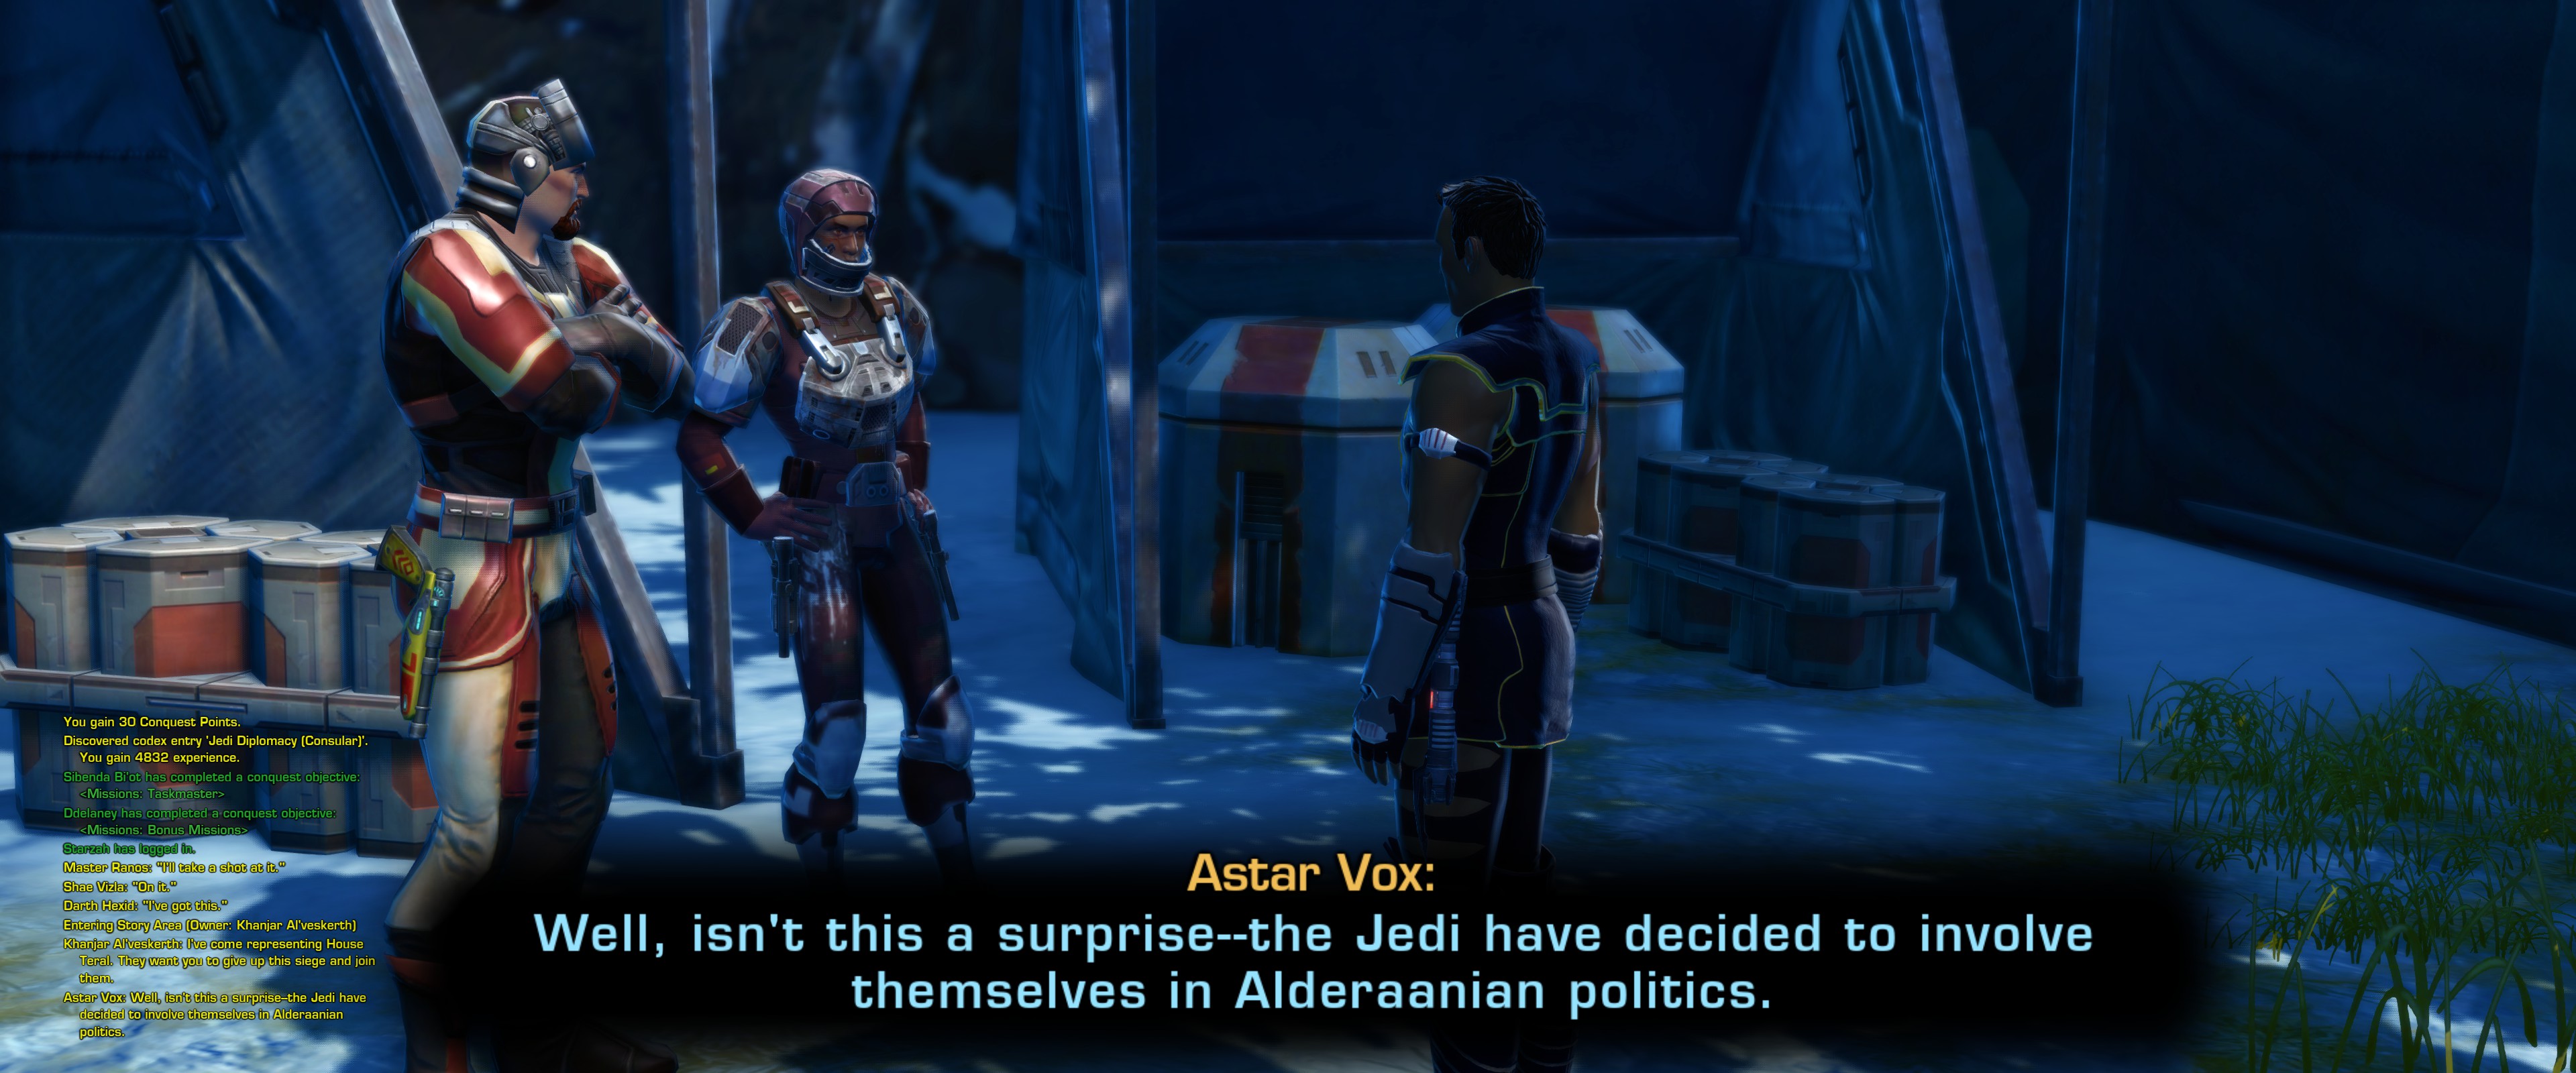 You gain 30 Conquest Points.
Discovered codex entry 'Jedi Diplomacy (Consular)'.
You gain 4832 experience.
Sibenda Bi'ot has completed a conquest objective:
<Missions: Taskmaster>
Ddelaney has completed a conquest objective:
<Missions: Bonus Missions>
Starzah has logged in.
Master Ranos: "I'll take a shot at it."
Shae Vizla: "On it."
Darth Hexid: "I've got this."
Entering Story Area (Owner: Khanjar Al'veskerth)
Khanjar Al'veskerth: I've come representing House
Teral. They want you to give up this siege and join
them.
Astar Vox: Well, isn't this a surprise--the Jedi have
decided to involve themselves in Alderaanian
politics.
Astar Vox:
Well, isn't this a surprise--the Jedi have decided to involve
themselves in Alderaanian politics.